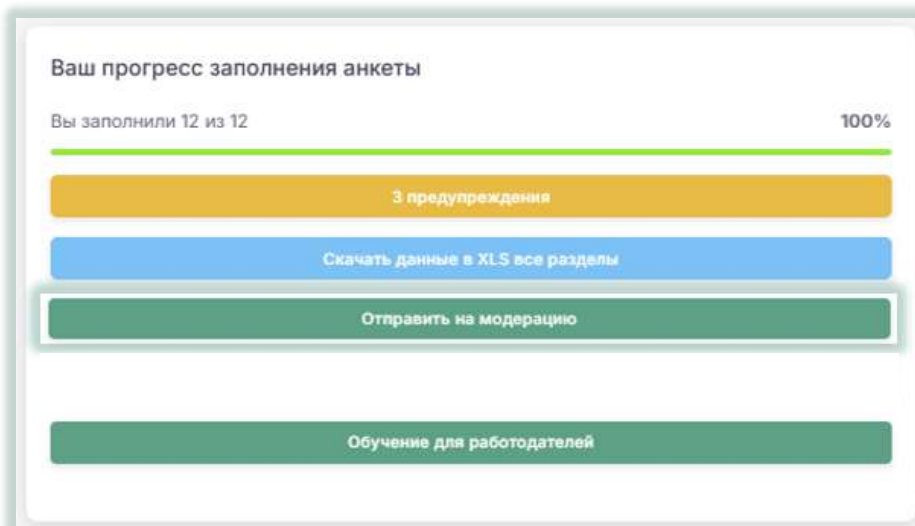 Ваш прогресс заполнения анкеты
Вы заполнили 12 из 12
100%
3 предупреждения
Скачать данные в XLS все разделы
Отправить на модерацию
Обучение для работодателей